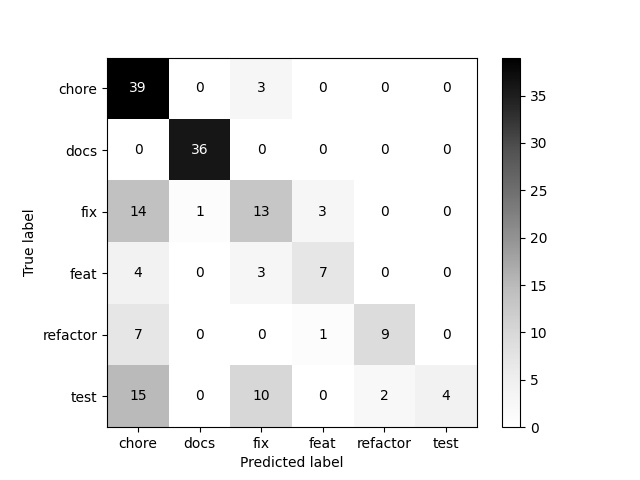 chore 39 0 3 0 0 0
docs 0 36 0 0 0 0
fix 14 1 13 3 0 0
feat 4 0 3 7 0 0
refactor 7 0 0 1 9 0
test 15 0 10 0 2 4
chore docs fix feat refactor test
Predicted label
True label
35
30
25
20
15
10
5
0